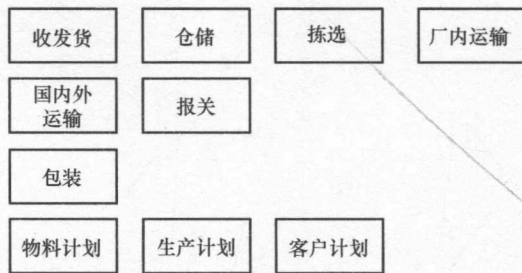 收发货 仓储 拣选 厂内运输
国内外
运输
报关
包装
物料计划 生产计划 客户计划